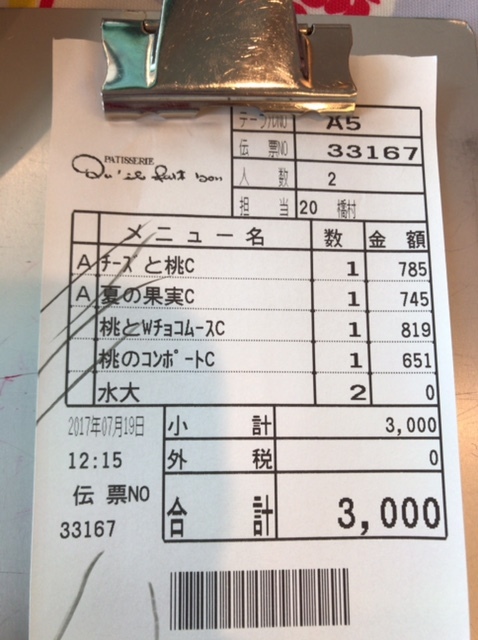 テーブルNO A5
伝票NO 33167
PATISSERIE
Qu'il fait bon
人数 2
担当 20 橋村
メニュー名 数 金額
A ﾁｰｽﾞと桃C 1 785
A 夏の果実C 1 745
桃とWﾁｮｺﾑｰｽC 1 819
桃のｺﾝﾎﾟｰﾄC 1 651
水大 2 0
小計 3,000
2017年07月19日
外税 0
12:15
伝票NO
33167
合計 3,000